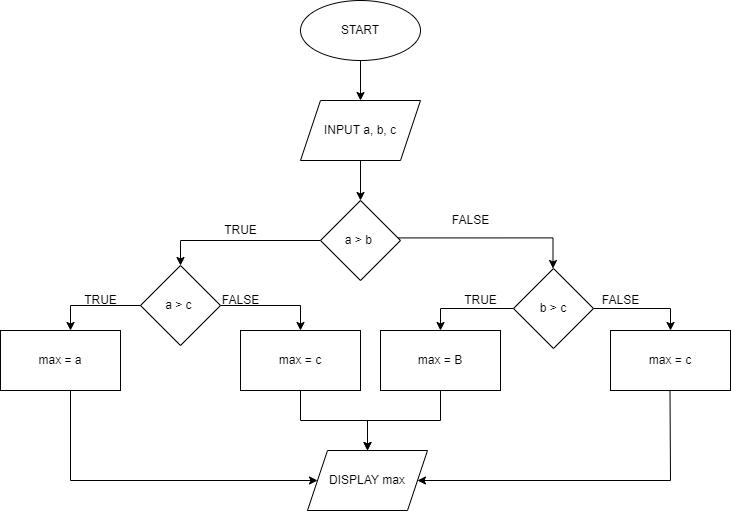 START
INPUT a, b, c
a > b
TRUE
FALSE
a > c
TRUE
FALSE
b > c
TRUE
FALSE
max = a
max = c
max = B
max = c
DISPLAY max